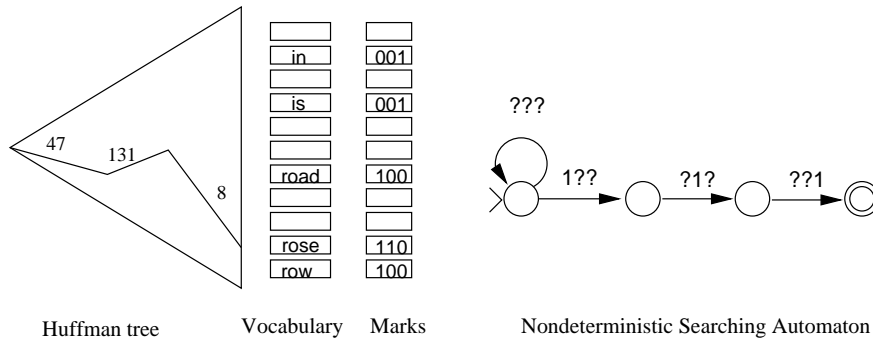 in 001
is 001
road 100
rose 110
row 100
47
131
8
???
1??
?1?
??1
Huffman tree
Vocabulary
Marks
Nondeterministic Searching Automaton